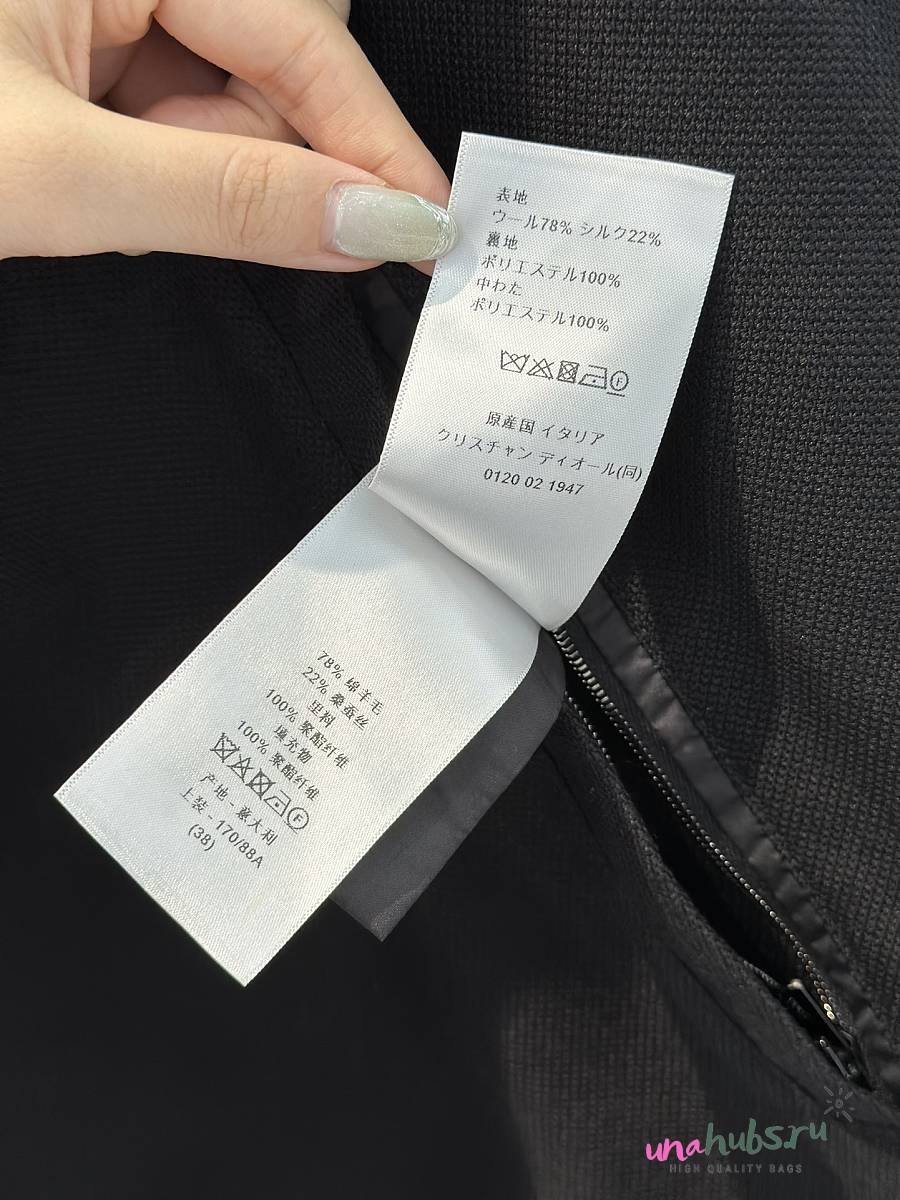 表地
ウール78% シルク22%
裏地
ポリエステル100%
中わた
ポリエステル100%
F
原産国 イタリア
クリスチャン ディオール(同)
0120 02 1947
78% 绵羊毛
22% 桑蚕丝
里料
100% 聚酯纤维
填充物
100% 聚酯纤维
F
产地 - 意大利
上装 - 170/88A
(38)
unahubs.ru
HIGH QUALITY BAGS